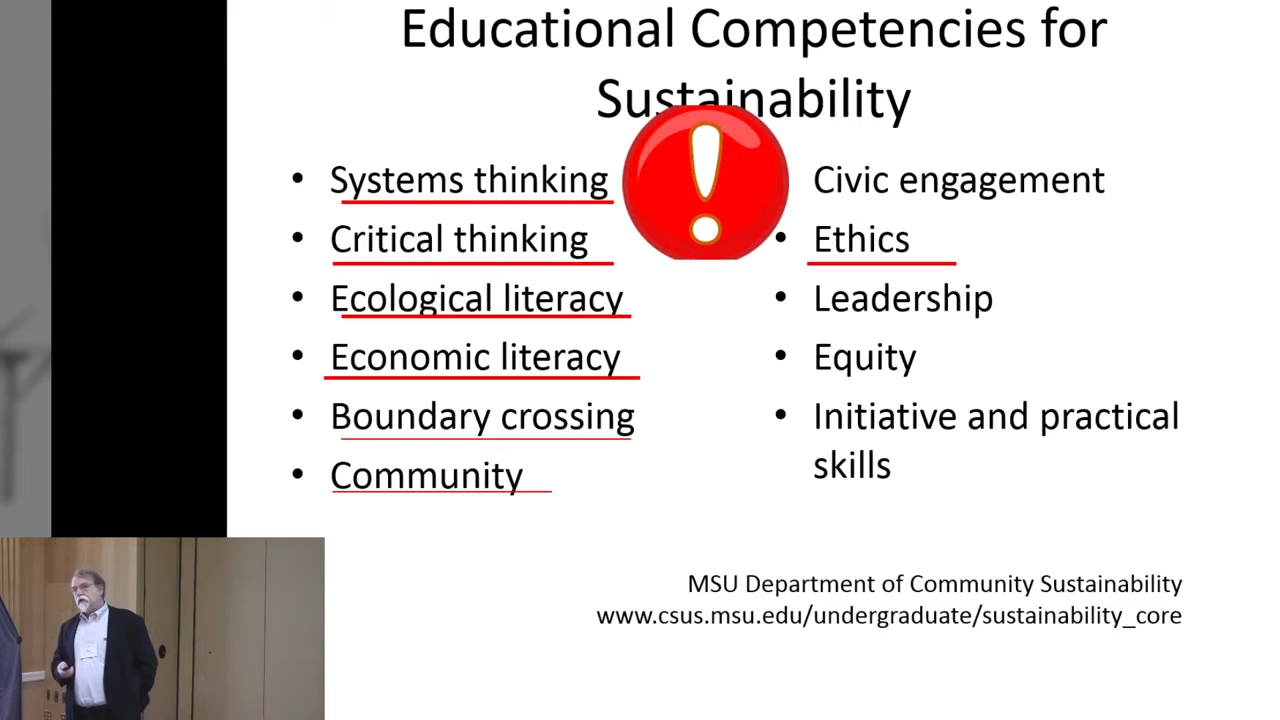 Educational Competencies for
Sustainability
• Systems thinking
• Critical thinking
• Ecological literacy
• Economic literacy
• Boundary crossing
• Community
Civic engagement
• Ethics
• Leadership
• Equity
• Initiative and practical
skills
!
MSU Department of Community Sustainability
www.csus.msu.edu/undergraduate/sustainability_core